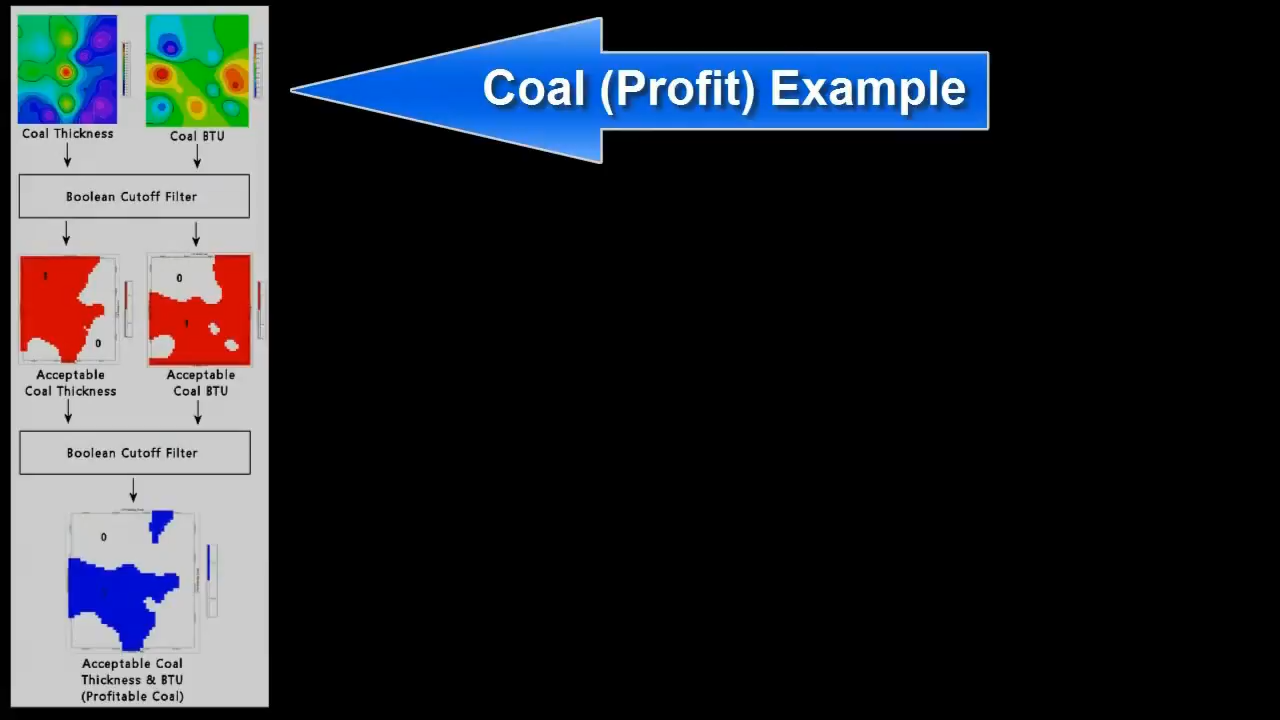 Coal (Profit) Example
Coal Thickness
Coal BTU
Boolean Cutoff Filter
1
0
0
1
Acceptable
Coal Thickness
Acceptable
Coal BTU
Boolean Cutoff Filter
0
Acceptable Coal
Thickness & BTU
(Profitable Coal)